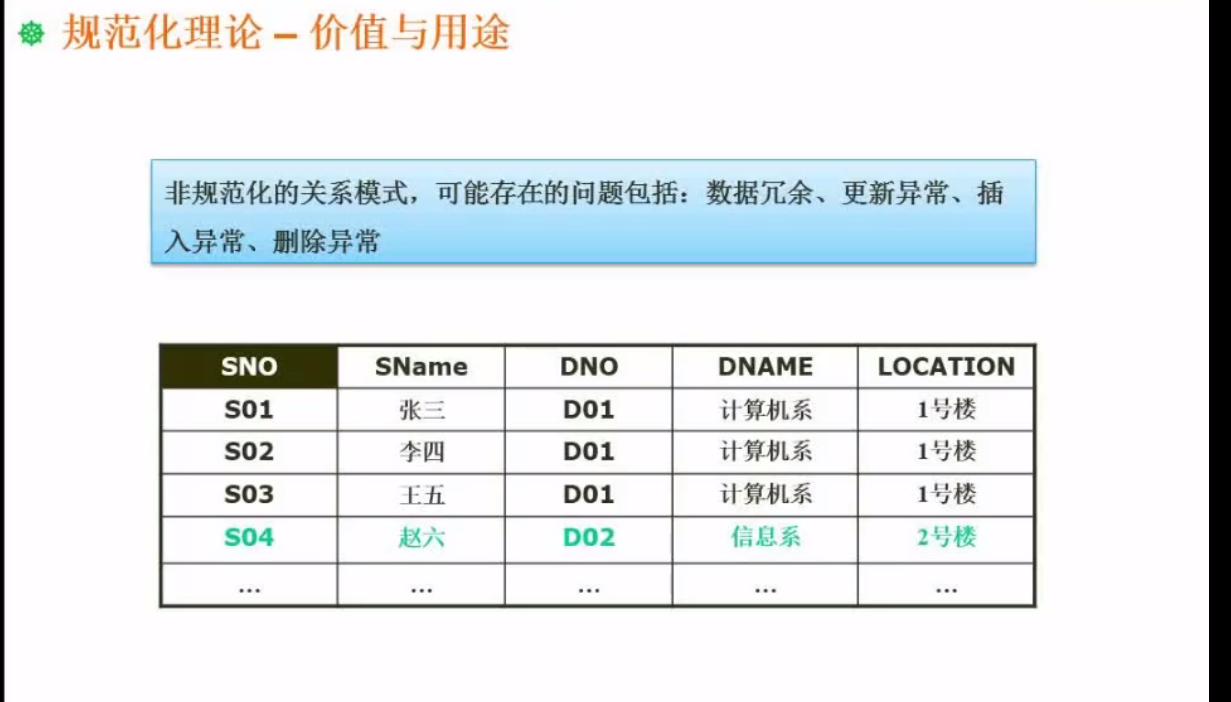 规范化理论 – 价值与用途
非规范化的关系模式，可能存在的问题包括：数据冗余、更新异常、插
入异常、删除异常
SNO SName DNO DNAME LOCATION
S01 张三 D01 计算机系 1号楼
S02 李四 D01 计算机系 1号楼
S03 王五 D01 计算机系 1号楼
S04 赵六 D02 信息系 2号楼
... ... ... ... ...